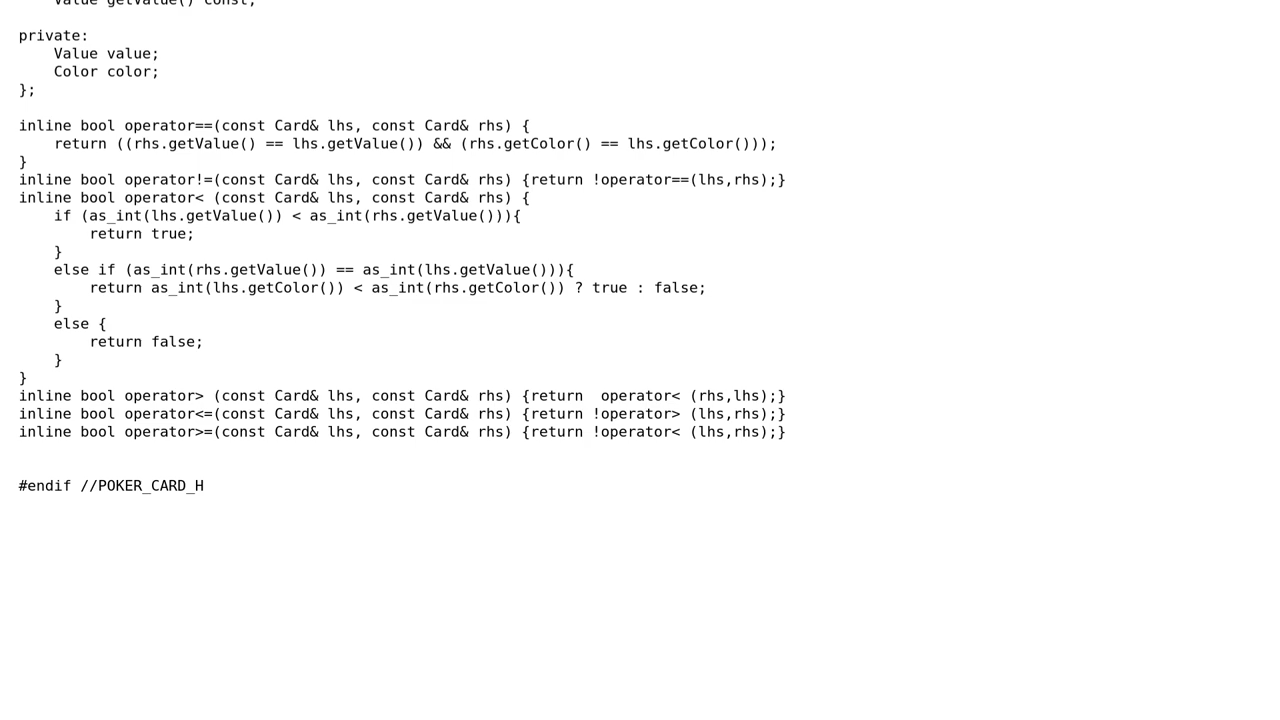 Value getValue() const;

private:
    Value value;
    Color color;
};

inline bool operator==(const Card& lhs, const Card& rhs) {
    return ((rhs.getValue() == lhs.getValue()) && (rhs.getColor() == lhs.getColor()));
}
inline bool operator!=(const Card& lhs, const Card& rhs) {return !operator==(lhs,rhs);}
inline bool operator< (const Card& lhs, const Card& rhs) {
    if (as_int(lhs.getValue()) < as_int(rhs.getValue())){
        return true;
    }
    else if (as_int(rhs.getValue()) == as_int(lhs.getValue())){
        return as_int(lhs.getColor()) < as_int(rhs.getColor()) ? true : false;
    }
    else {
        return false;
    }
}
inline bool operator> (const Card& lhs, const Card& rhs) {return  operator< (rhs,lhs);}
inline bool operator<=(const Card& lhs, const Card& rhs) {return !operator> (lhs,rhs);}
inline bool operator>=(const Card& lhs, const Card& rhs) {return !operator< (lhs,rhs);}


#endif //POKER_CARD_H